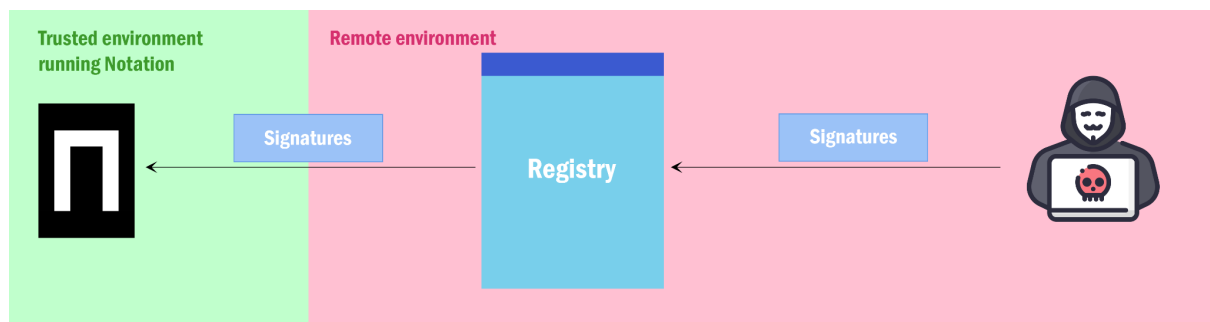 Trusted environment
running Notation
Remote environment
Signatures
Registry
Signatures